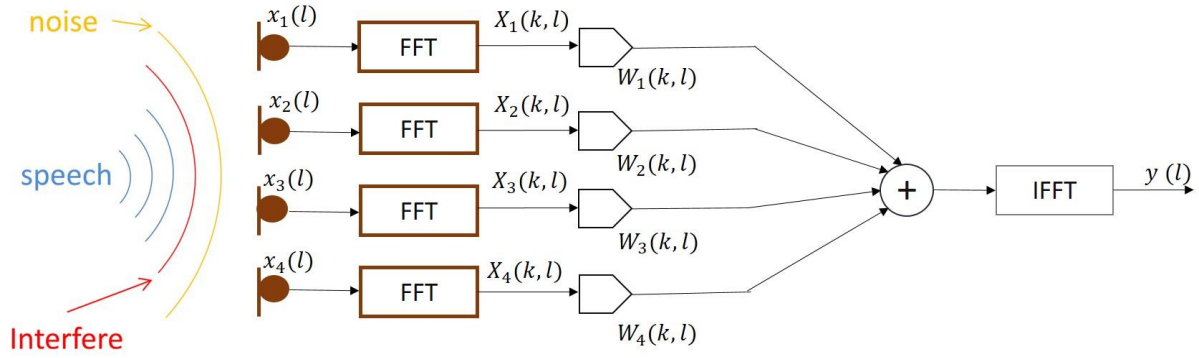 noise
speech
Interfere
x₁(l)
FFT
X₁(k, l)
W₁(k, l)
x₂(l)
FFT
X₂(k, l)
W₂(k, l)
x₃(l)
FFT
X₃(k, l)
W₃(k, l)
x₄(l)
FFT
X₄(k, l)
W₄(k, l)
+
IFFT
y (l)